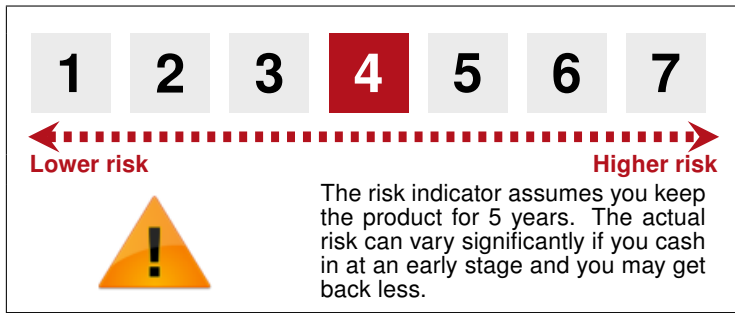 1 2 3 4 5 6 7
Lower risk Higher risk
The risk indicator assumes you keep
the product for 5 years. The actual
risk can vary significantly if you cash
in at an early stage and you may get
back less.